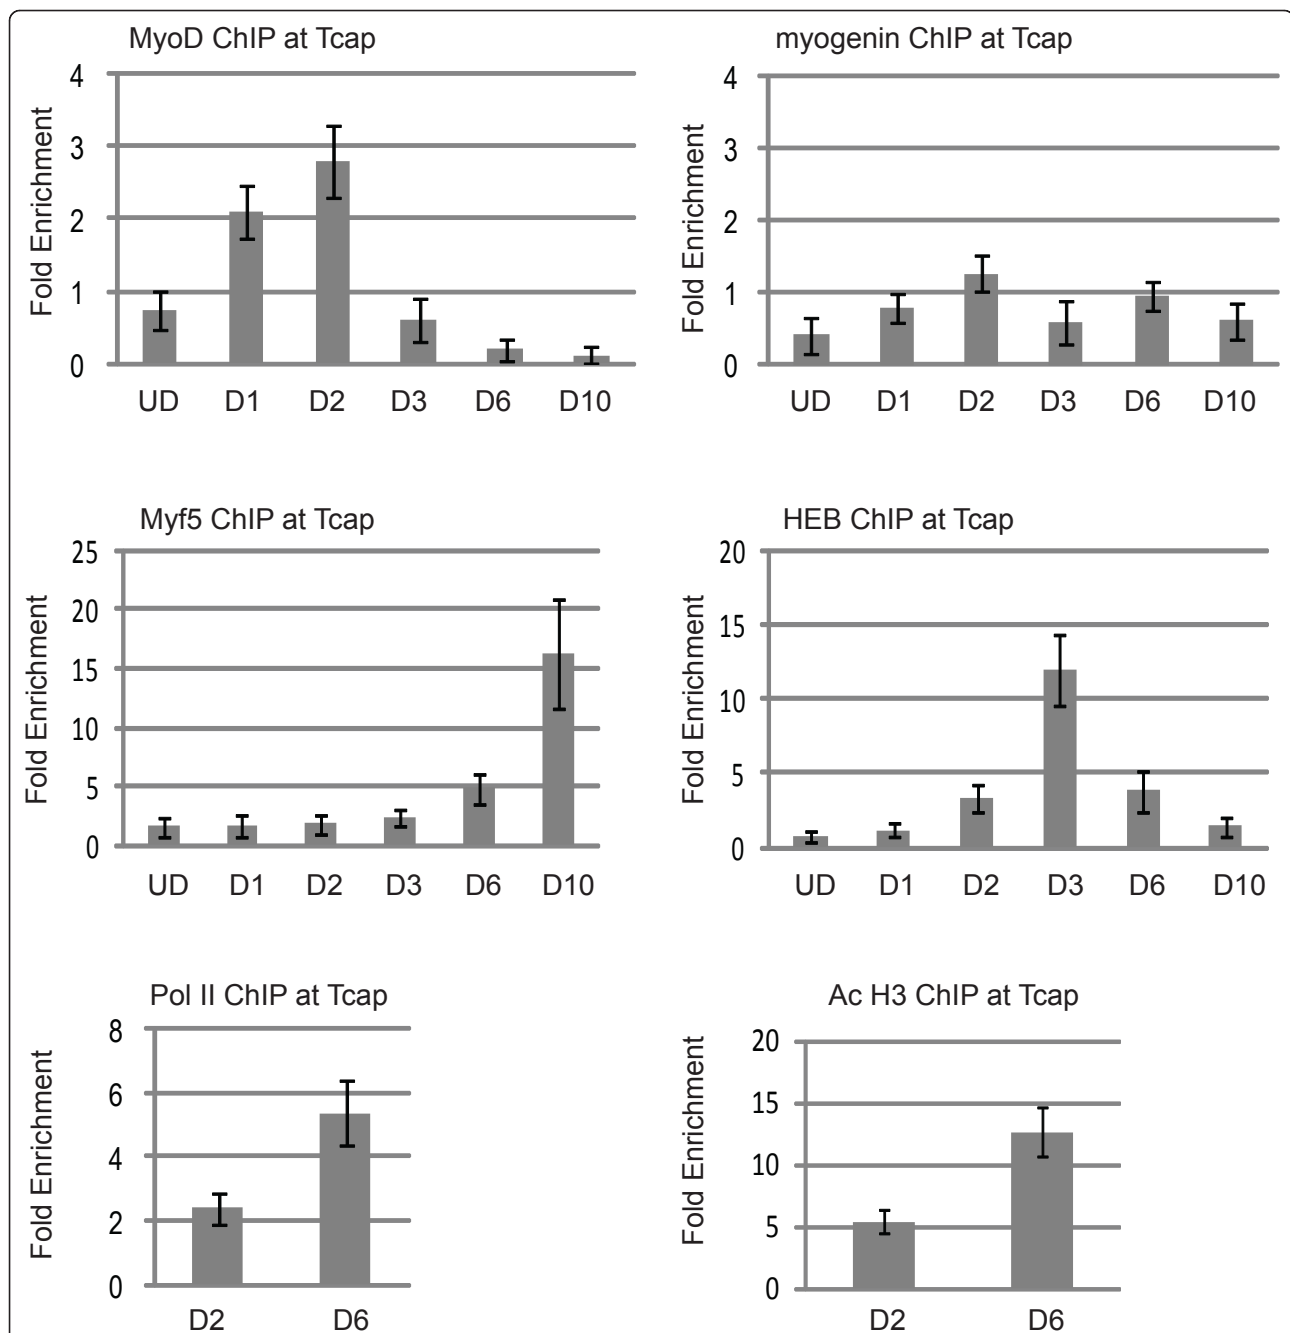 MyoD ChIP at Tcap
Fold Enrichment
4
3
2
1
0
UD D1 D2 D3 D6 D10
myogenin ChIP at Tcap
Fold Enrichment
4
3
2
1
0
UD D1 D2 D3 D6 D10
Myf5 ChIP at Tcap
Fold Enrichment
25
20
15
10
5
0
UD D1 D2 D3 D6 D10
HEB ChIP at Tcap
Fold Enrichment
20
15
10
5
0
UD D1 D2 D3 D6 D10
Pol II ChIP at Tcap
Fold Enrichment
8
6
4
2
0
D2 D6
Ac H3 ChIP at Tcap
Fold Enrichment
20
15
10
5
0
D2 D6